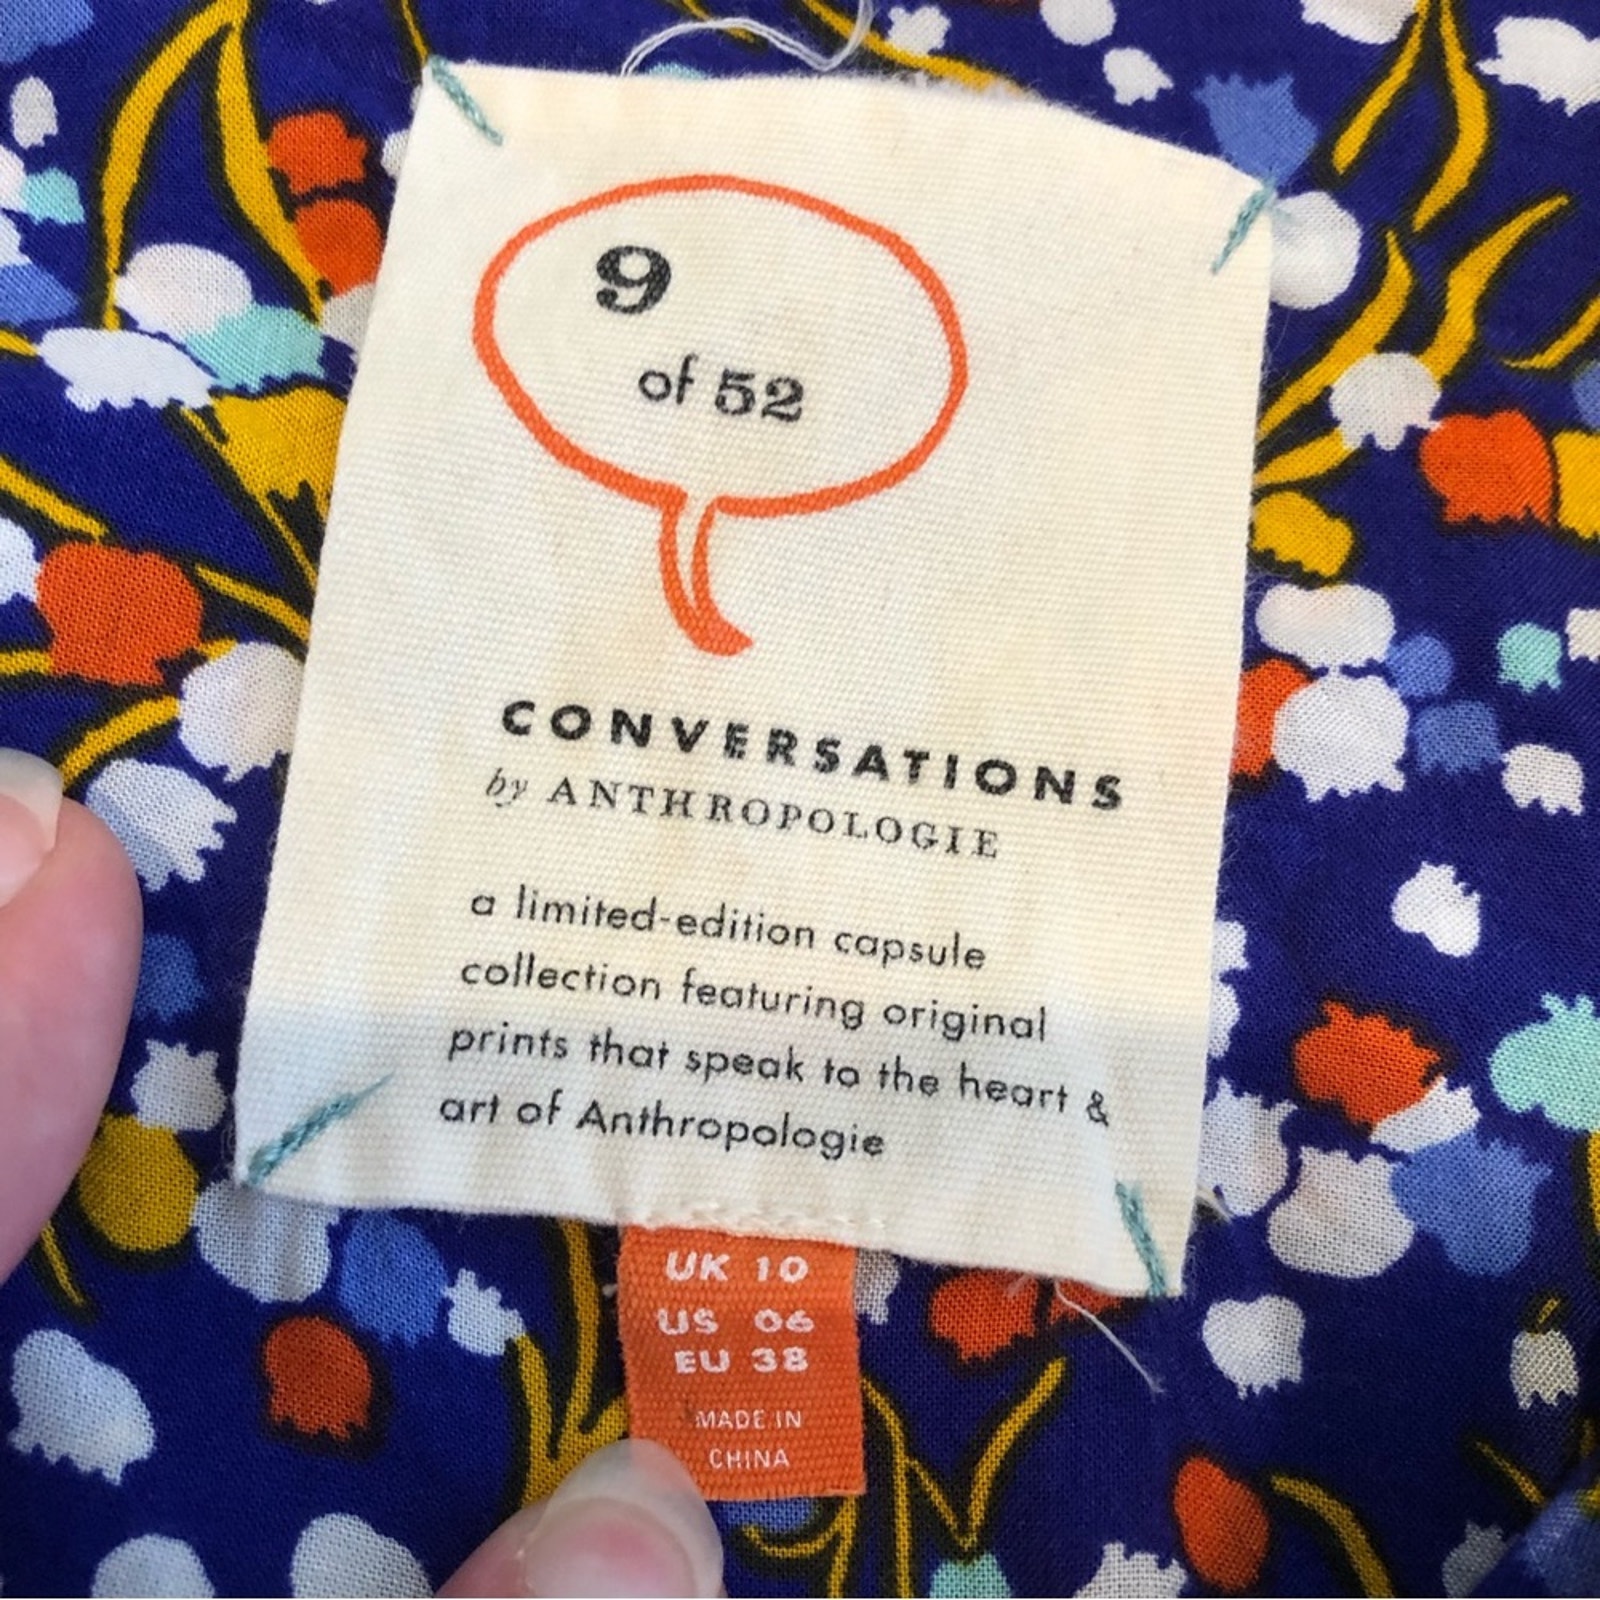 9
of 52
CONVERSATIONS
by ANTHROPOLOGIE
a limited-edition capsule
collection featuring original
prints that speak to the heart &
art of Anthropologie
UK 10
US 06
EU 38
MADE IN
CHINA